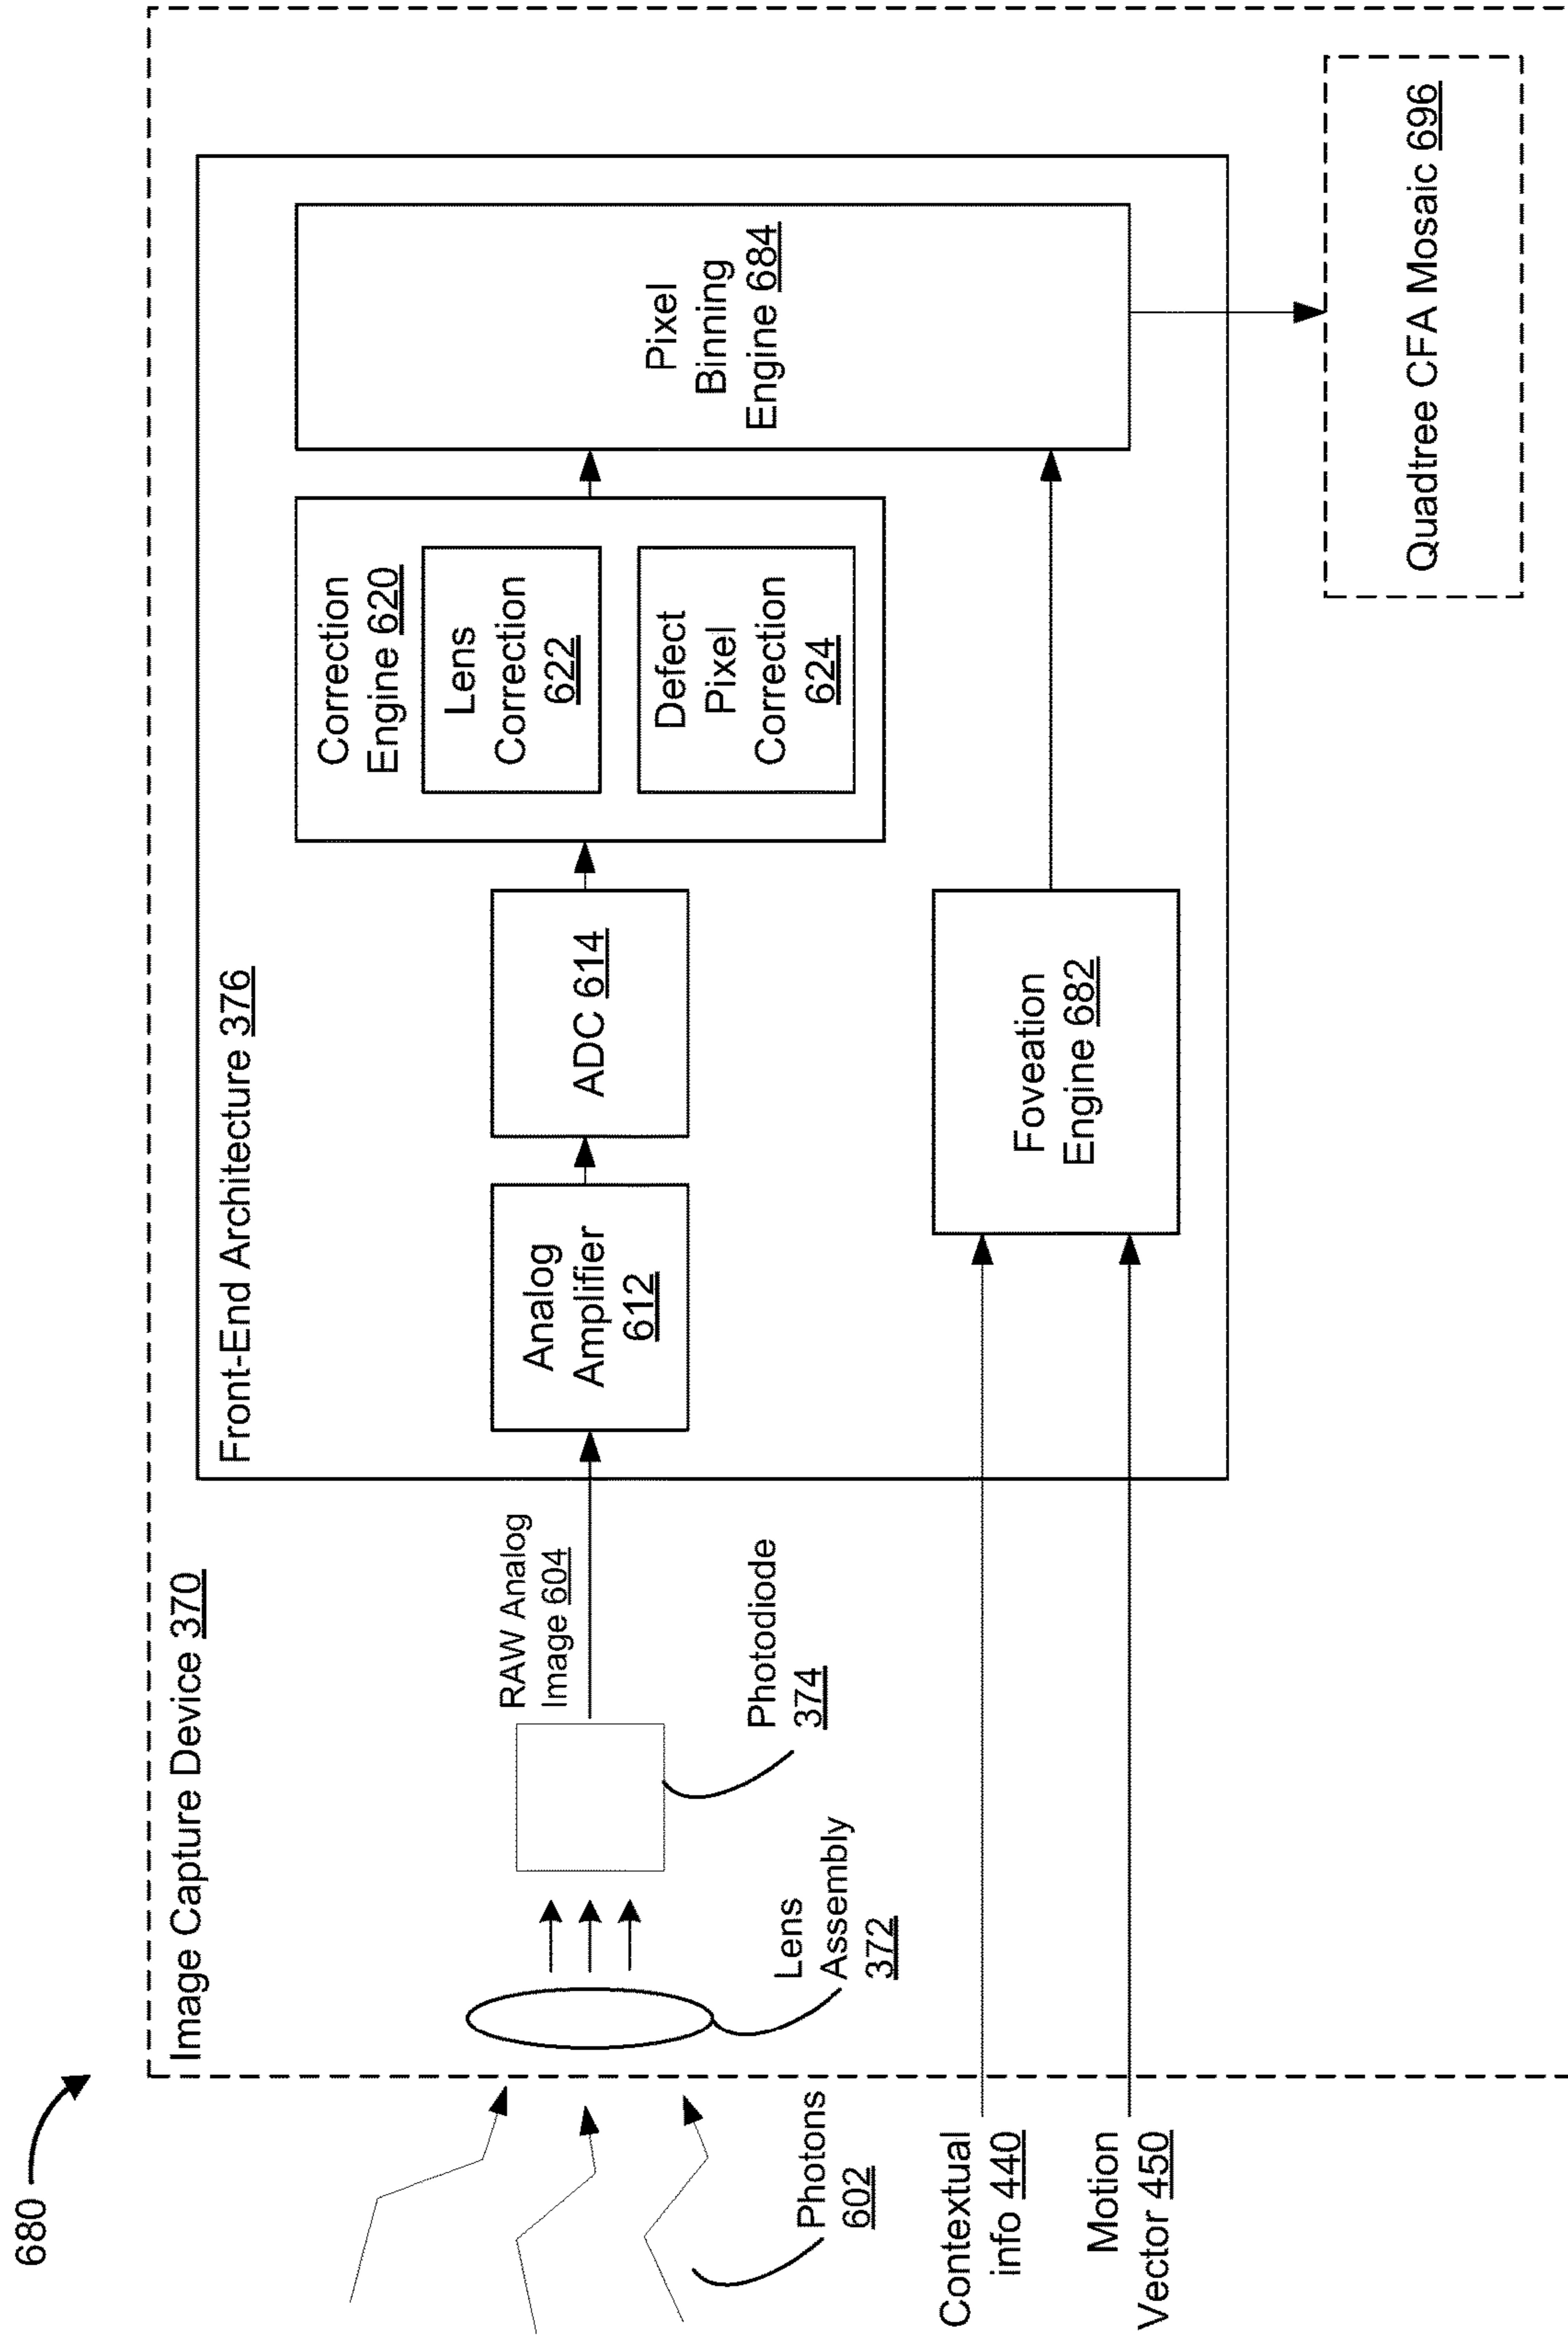 680
Image Capture Device 370
Front-End Architecture 376
Photons
602
Lens
Assembly
372
Photodiode
374
RAW Analog
Image 604
Analog
Amplifier
612
ADC 614
Correction
Engine 620
Lens
Correction
622
Defect
Pixel
Correction
624
Pixel
Binning
Engine 684
Contextual
info 440
Motion
Vector 450
Foveation
Engine 682
Quadtree CFA Mosaic 696